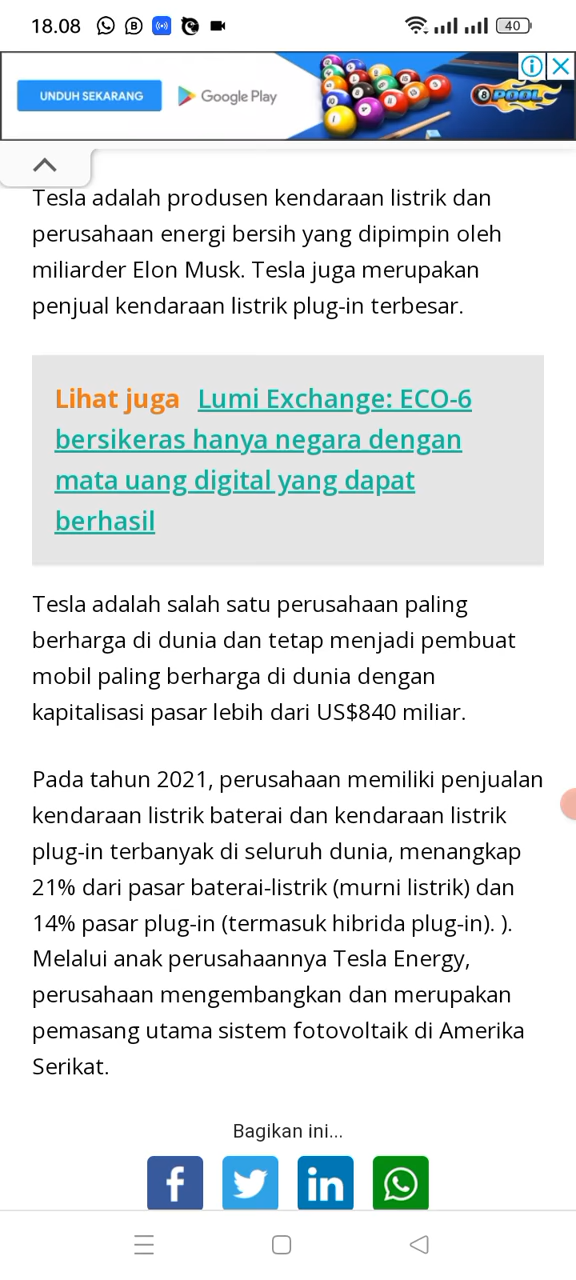 18.08
40
UNDUH SEKARANG
Google Play
8 POOL
Tesla adalah produsen kendaraan listrik dan
perusahaan energi bersih yang dipimpin oleh
miliarder Elon Musk. Tesla juga merupakan
penjual kendaraan listrik plug-in terbesar.
Lihat juga Lumi Exchange: ECO-6
bersikeras hanya negara dengan
mata uang digital yang dapat
berhasil
Tesla adalah salah satu perusahaan paling
berharga di dunia dan tetap menjadi pembuat
mobil paling berharga di dunia dengan
kapitalisasi pasar lebih dari US$840 miliar.
Pada tahun 2021, perusahaan memiliki penjualan
kendaraan listrik baterai dan kendaraan listrik
plug-in terbanyak di seluruh dunia, menangkap
21% dari pasar baterai-listrik (murni listrik) dan
14% pasar plug-in (termasuk hibrida plug-in). ).
Melalui anak perusahaannya Tesla Energy,
perusahaan mengembangkan dan merupakan
pemasang utama sistem fotovoltaik di Amerika
Serikat.
Bagikan ini...